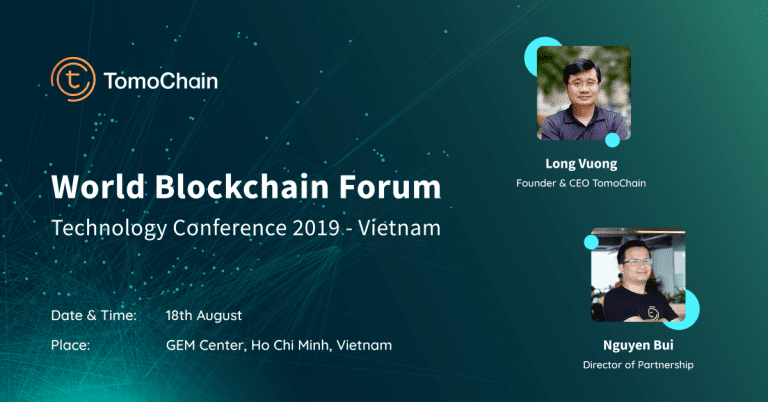 TomoChain
World Blockchain Forum
Technology Conference 2019 - Vietnam
Date & Time: 18th August
Place: GEM Center, Ho Chi Minh, Vietnam
Long Vuong
Founder & CEO TomoChain
Nguyen Bui
Director of Partnership